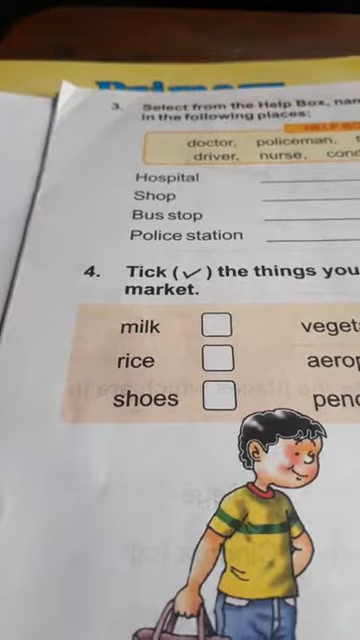 3. Select from the Help Box,
in the following places:
doctor, policeman,
driver, nurse,
Hospital
Shop
Bus stop
Police station
4. Tick (✓) the things you
market.
milk
rice
shoes